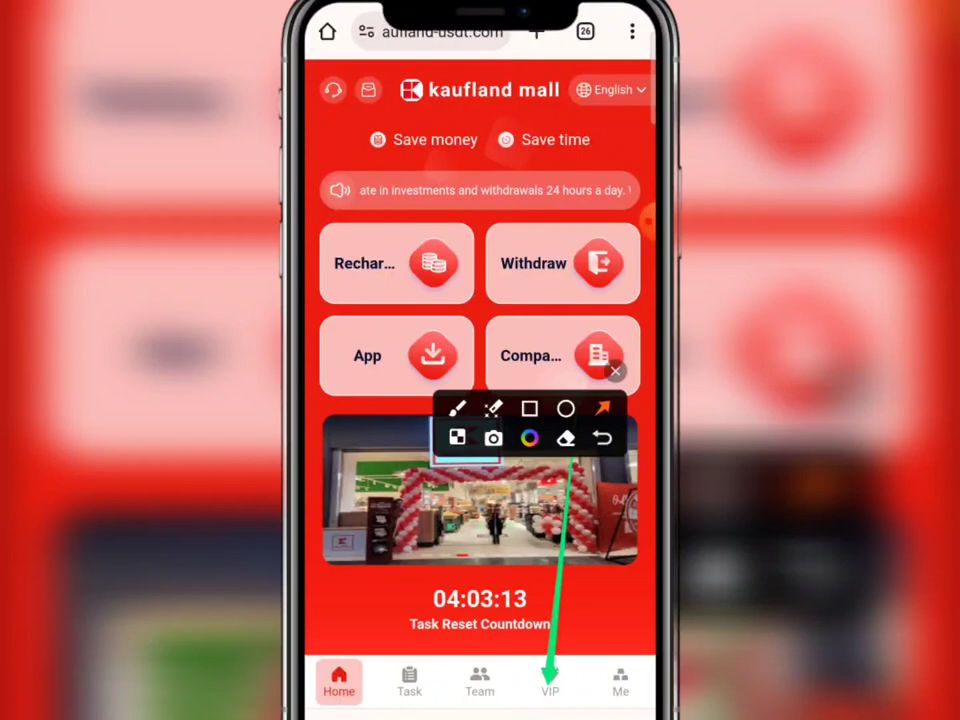 aufland-usdt.com
26
kaufland mall
English
Save money
Save time
ate in investments and withdrawals 24 hours a day.
Rechar...
Withdraw
App
Compa...
04:03:13
Task Reset Countdown
Home
Task
Team
VIP
Me